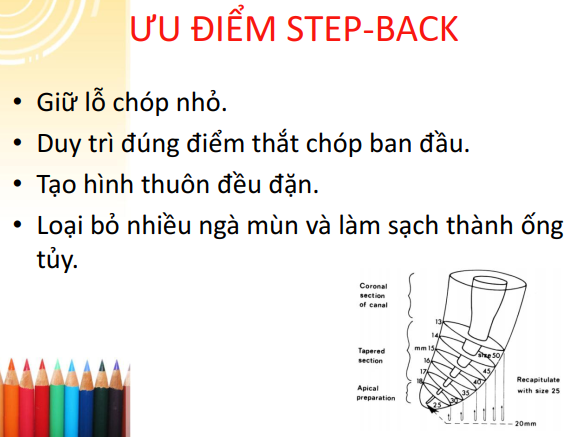 ƯU ĐIỂM STEP-BACK
• Giữ lỗ chóp nhỏ.
• Duy trì đúng điểm thắt chóp ban đầu.
• Tạo hình thuôn đều đặn.
• Loại bỏ nhiều ngà mùn và làm sạch thành ống
tủy.
Coronal
section
of canal
13
14
mm 15
16
17
18
Tapered
section
Apical
preparation
size 50
45
40
35
30
25
Recapitulate
with size 25
20mm